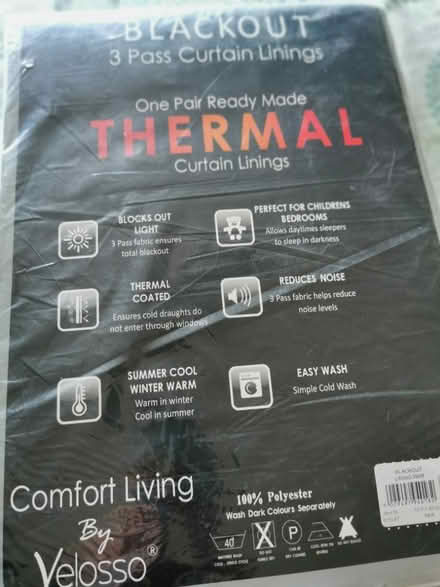 BLACKOUT
3 Pass Curtain Linings
One Pair Ready Made
THERMAL
Curtain Linings
BLOCKS OUT
LIGHT
3 Pass fabric ensures
total blackout
PERFECT FOR CHILDRENS
BEDROOMS
Allows daytimes sleepers
to sleep in darkness
THERMAL
COATED
Ensures cold draughts do
not enter through windows
REDUCES NOISE
3 Pass fabric helps reduce
noise levels
SUMMER COOL
WINTER WARM
Warm in winter
Cool in summer
EASY WASH
Simple Cold Wash
Comfort Living
By
Velosso®
100% Polyester
Wash Dark Colours Separately
40
P
BLACKOUT
LINING PAIR